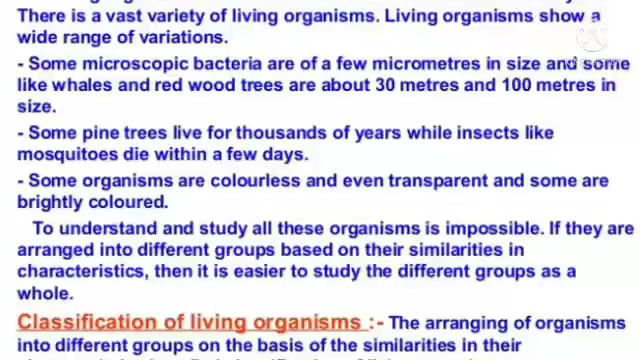 There is a vast variety of living organisms. Living organisms show a
wide range of variations.
- Some microscopic bacteria are of a few micrometres in size and some
like whales and red wood trees are about 30 metres and 100 metres in
size.
- Some pine trees live for thousands of years while insects like
mosquitoes die within a few days.
- Some organisms are colourless and even transparent and some are
brightly coloured.
To understand and study all these organisms is impossible. If they are
arranged into different groups based on their similarities in
characteristics, then it is easier to study the different groups as a
whole.
Classification of living organisms :- The arranging of organisms
into different groups on the basis of the similarities in their